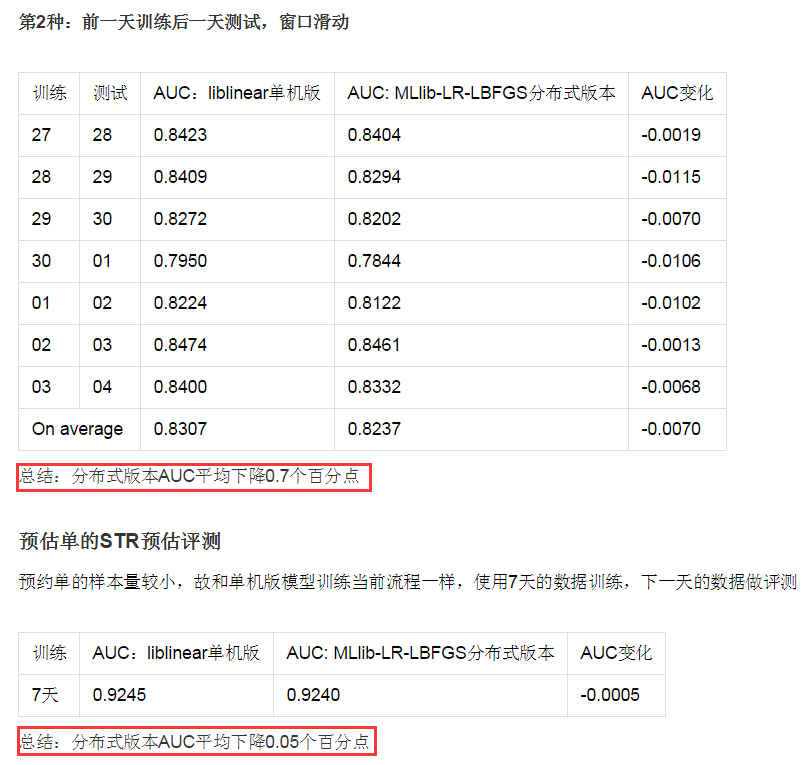 第2种：前一天训练后一天测试，窗口滑动
训练 测试 AUC：liblinear单机版 AUC: MLlib-LR-LBFGS分布式版本 AUC变化
27 28 0.8423 0.8404 -0.0019
28 29 0.8409 0.8294 -0.0115
29 30 0.8272 0.8202 -0.0070
30 01 0.7950 0.7844 -0.0106
01 02 0.8224 0.8122 -0.0102
02 03 0.8474 0.8461 -0.0013
03 04 0.8400 0.8332 -0.0068
On average 0.8307 0.8237 -0.0070
总结：分布式版本AUC平均下降0.7个百分点
预估单的STR预估评测
预约单的样本量较小，故和单机版模型训练当前流程一样，使用7天的数据训练，下一天的数据做评测
训练 AUC：liblinear单机版 AUC: MLlib-LR-LBFGS分布式版本 AUC变化
7天 0.9245 0.9240 -0.0005
总结：分布式版本AUC平均下降0.05个百分点